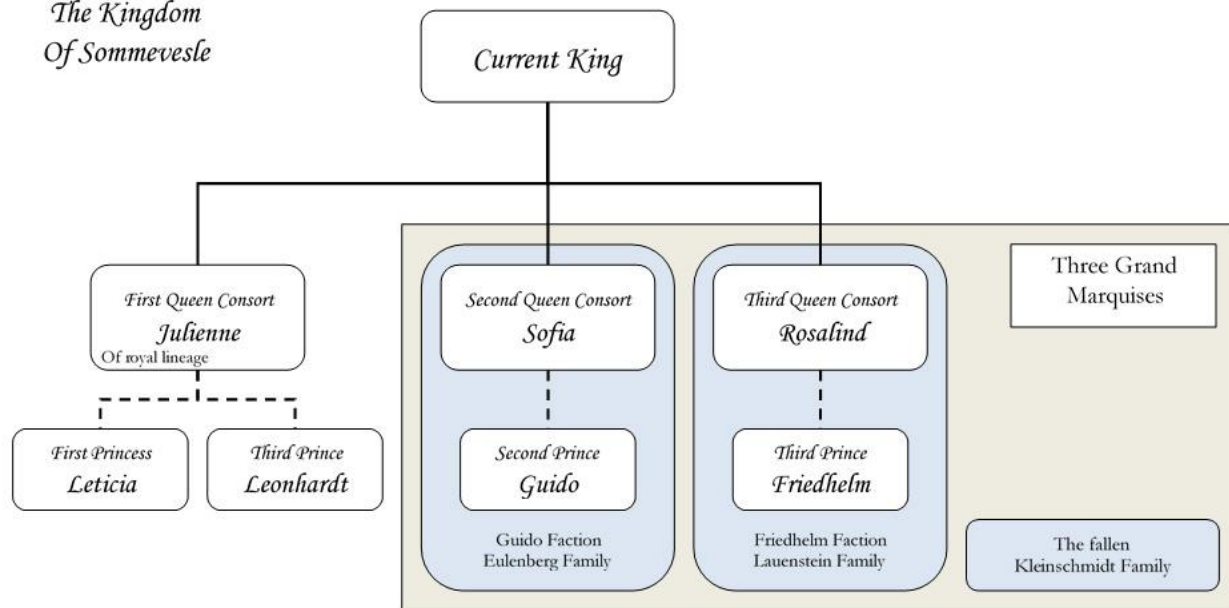 The Kingdom
Of Sommevesle
Current King
First Queen Consort
Julienne
Of royal lineage
Second Queen Consort
Sofia
Third Queen Consort
Rosalind
Three Grand
Marquises
First Princess
Leticia
Third Prince
Leonhardt
Second Prince
Guido
Third Prince
Friedhelm
Guido Faction
Eulenberg Family
Friedhelm Faction
Lauenstein Family
The fallen
Kleinschmidt Family